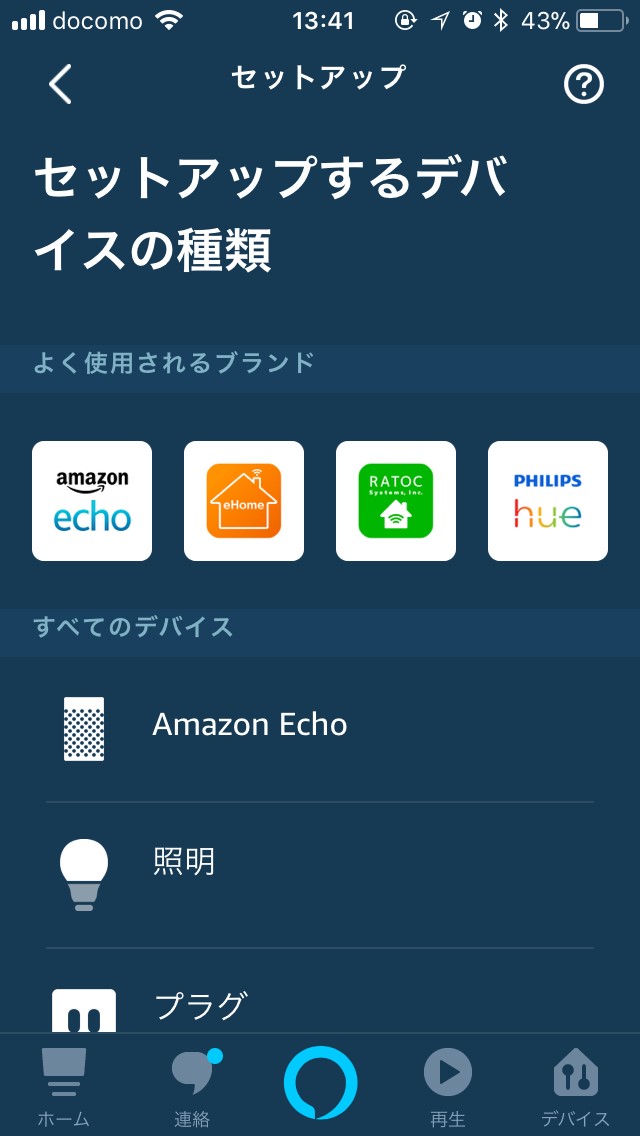 docomo 13:41 43%
セットアップ
セットアップするデバ
イスの種類
よく使用されるブランド
amazon
echo
eHome
RATOC
Systems, Inc.
PHILIPS
hue
すべてのデバイス
Amazon Echo
照明
プラグ
ホーム 連絡 再生 デバイス